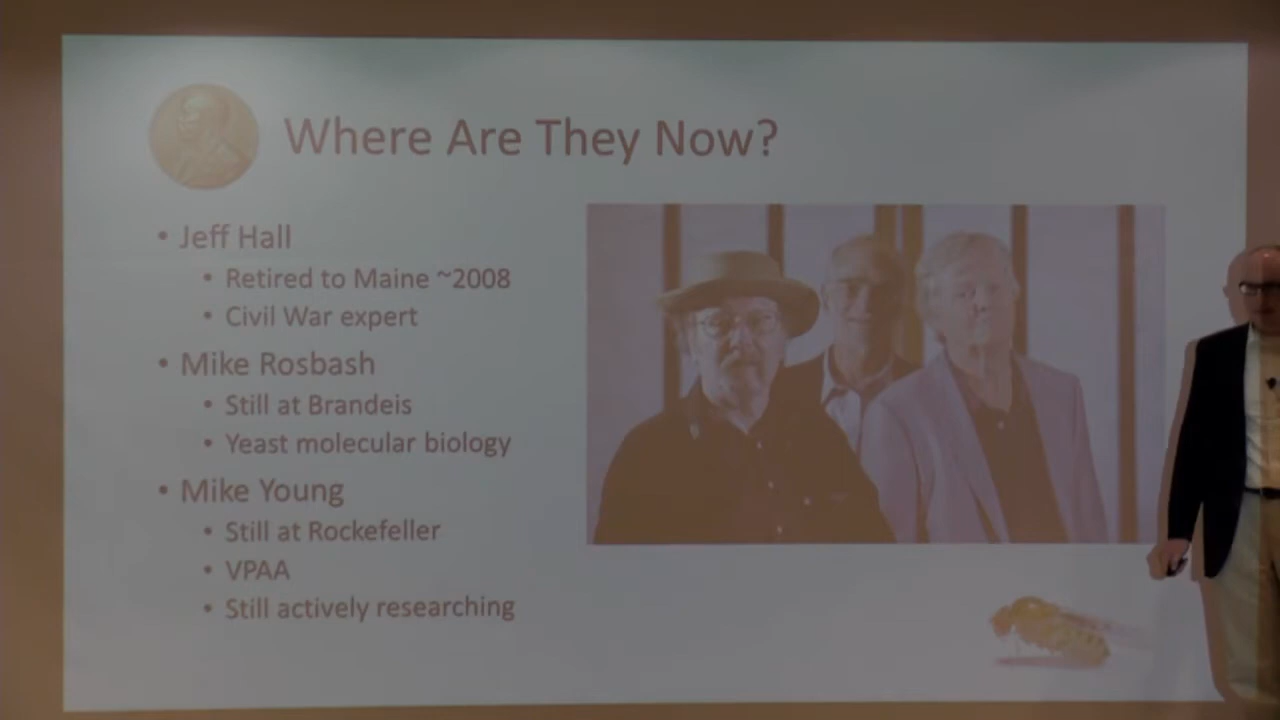 Where Are They Now?
• Jeff Hall
• Retired to Maine ~2008
• Civil War expert
• Mike Rosbash
• Still at Brandeis
• Yeast molecular biology
• Mike Young
• Still at Rockefeller
• VPAA
• Still actively researching